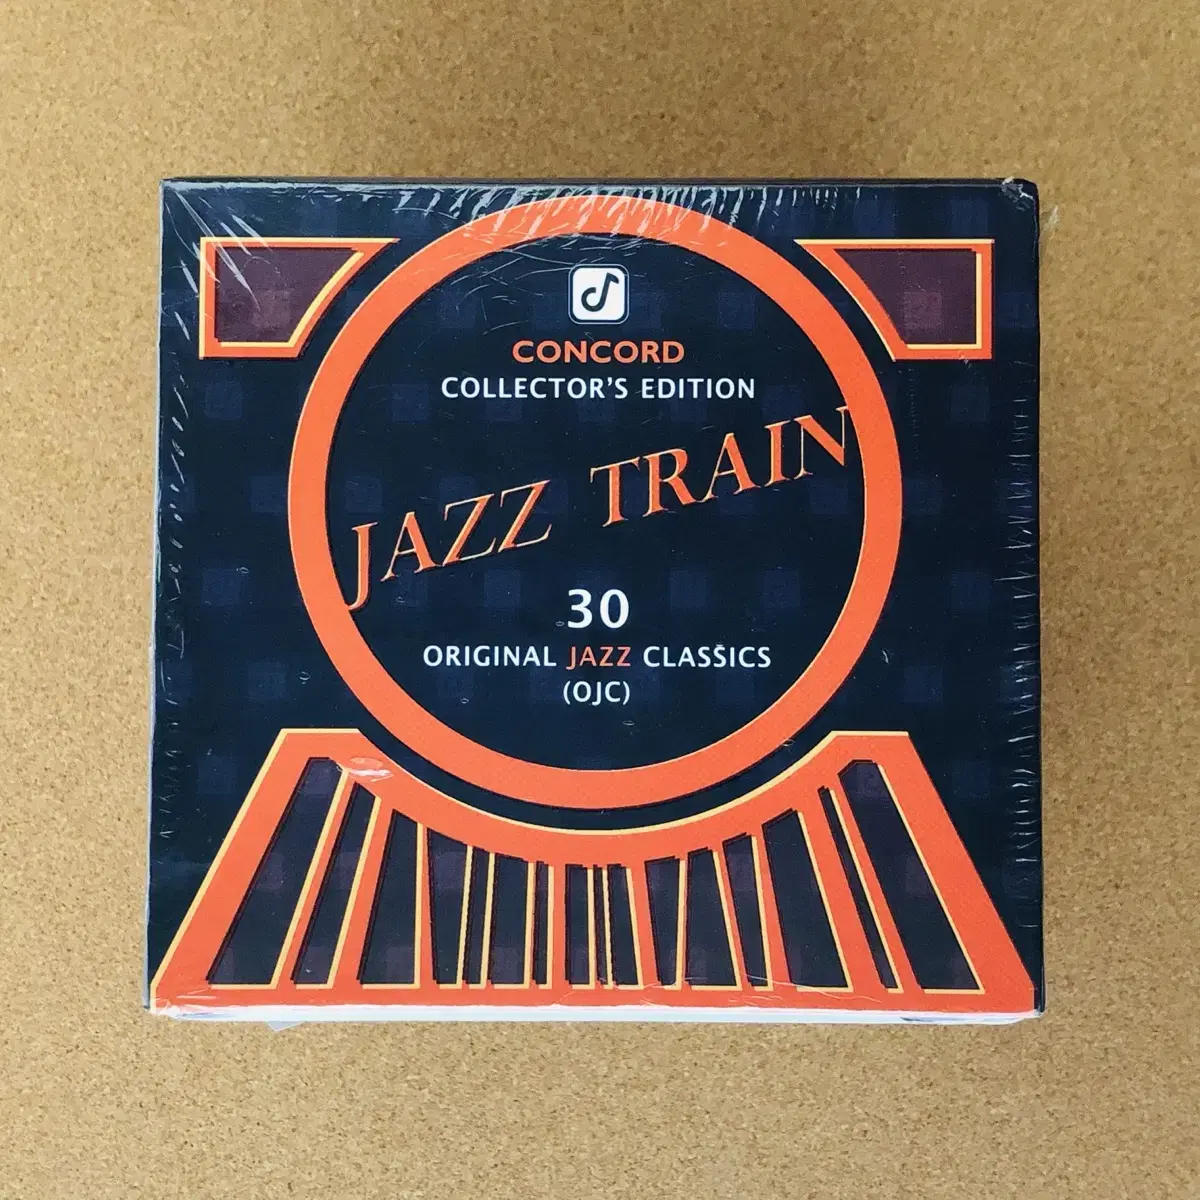 CONCORD
COLLECTOR'S EDITION
JAZZ TRAIN
30
ORIGINAL JAZZ CLASSICS
(OJC)